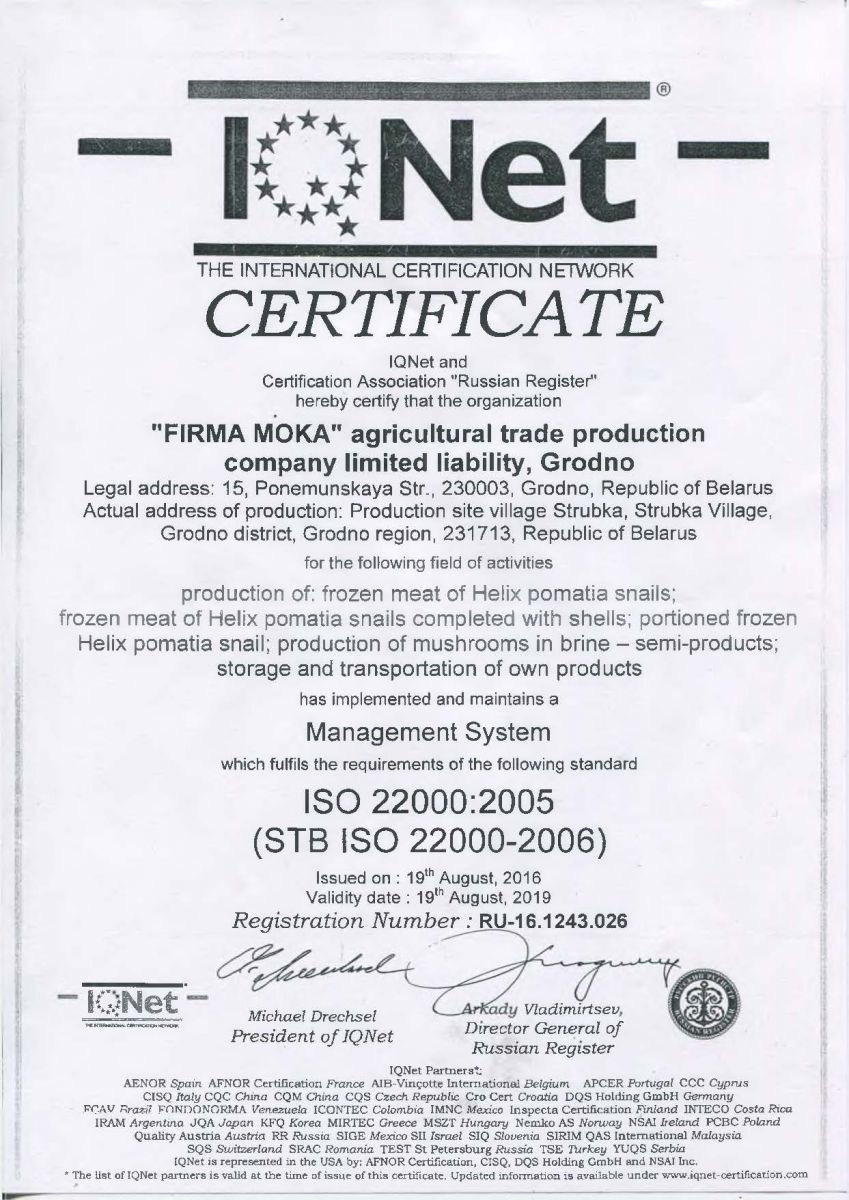 IQNet ®
THE INTERNATIONAL CERTIFICATION NETWORK
CERTIFICATE
IQNet and
Certification Association "Russian Register"
hereby certify that the organization
"FIRMA MOKA" agricultural trade production
company limited liability, Grodno
Legal address: 15, Ponemunskaya Str., 230003, Grodno, Republic of Belarus
Actual address of production: Production site village Strubka, Strubka Village,
Grodno district, Grodno region, 231713, Republic of Belarus
for the following field of activities
production of: frozen meat of Helix pomatia snails;
frozen meat of Helix pomatia snails completed with shells; portioned frozen
Helix pomatia snail; production of mushrooms in brine – semi-products;
storage and transportation of own products
has implemented and maintains a
Management System
which fulfils the requirements of the following standard
ISO 22000:2005
(STB ISO 22000-2006)
Issued on : 19th August, 2016
Validity date : 19th August, 2019
Registration Number : RU-16.1243.026
IQNet
THE INTERNATIONAL CERTIFICATION NETWORK
Michael Drechsel
President of IQNet
Arkady Vladimirtsev,
Director General of
Russian Register
RUSSIAN REGISTER
IQNet Partners*:
AENOR Spain AFNOR Certification France AIB-Vinçotte International Belgium APCER Portugal CCC Cyprus
CISQ Italy CQC China CQM China CQS Czech Republic Cro Cert Croatia DQS Holding GmbH Germany
FCAV Brazil FONDONORMA Venezuela ICONTEC Colombia IMNC Mexico Inspecta Certification Finland INTECO Costa Rica
IRAM Argentina JQA Japan KFQ Korea MIRTEC Greece MSZT Hungary Nemko AS Norway NSAI Ireland PCBC Poland
Quality Austria Austria RR Russia SIGE Mexico SII Israel SIQ Slovenia SIRIM QAS International Malaysia
SQS Switzerland SRAC Romania TEST St Petersburg Russia TSE Turkey YUQS Serbia
IQNet is represented in the USA by: AFNOR Certification, CISQ, DQS Holding GmbH and NSAI Inc.
* The list of IQNet partners is valid at the time of issue of this certificate. Updated information is available under www.iqnet-certification.com